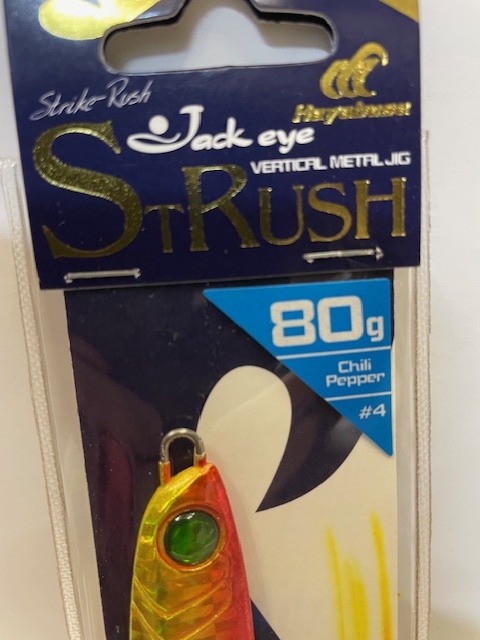 Strike-Rush
Hayabusa
Jack eye
VERTICAL METAL JIG
STRUSH
80g
Chili
Pepper
#4